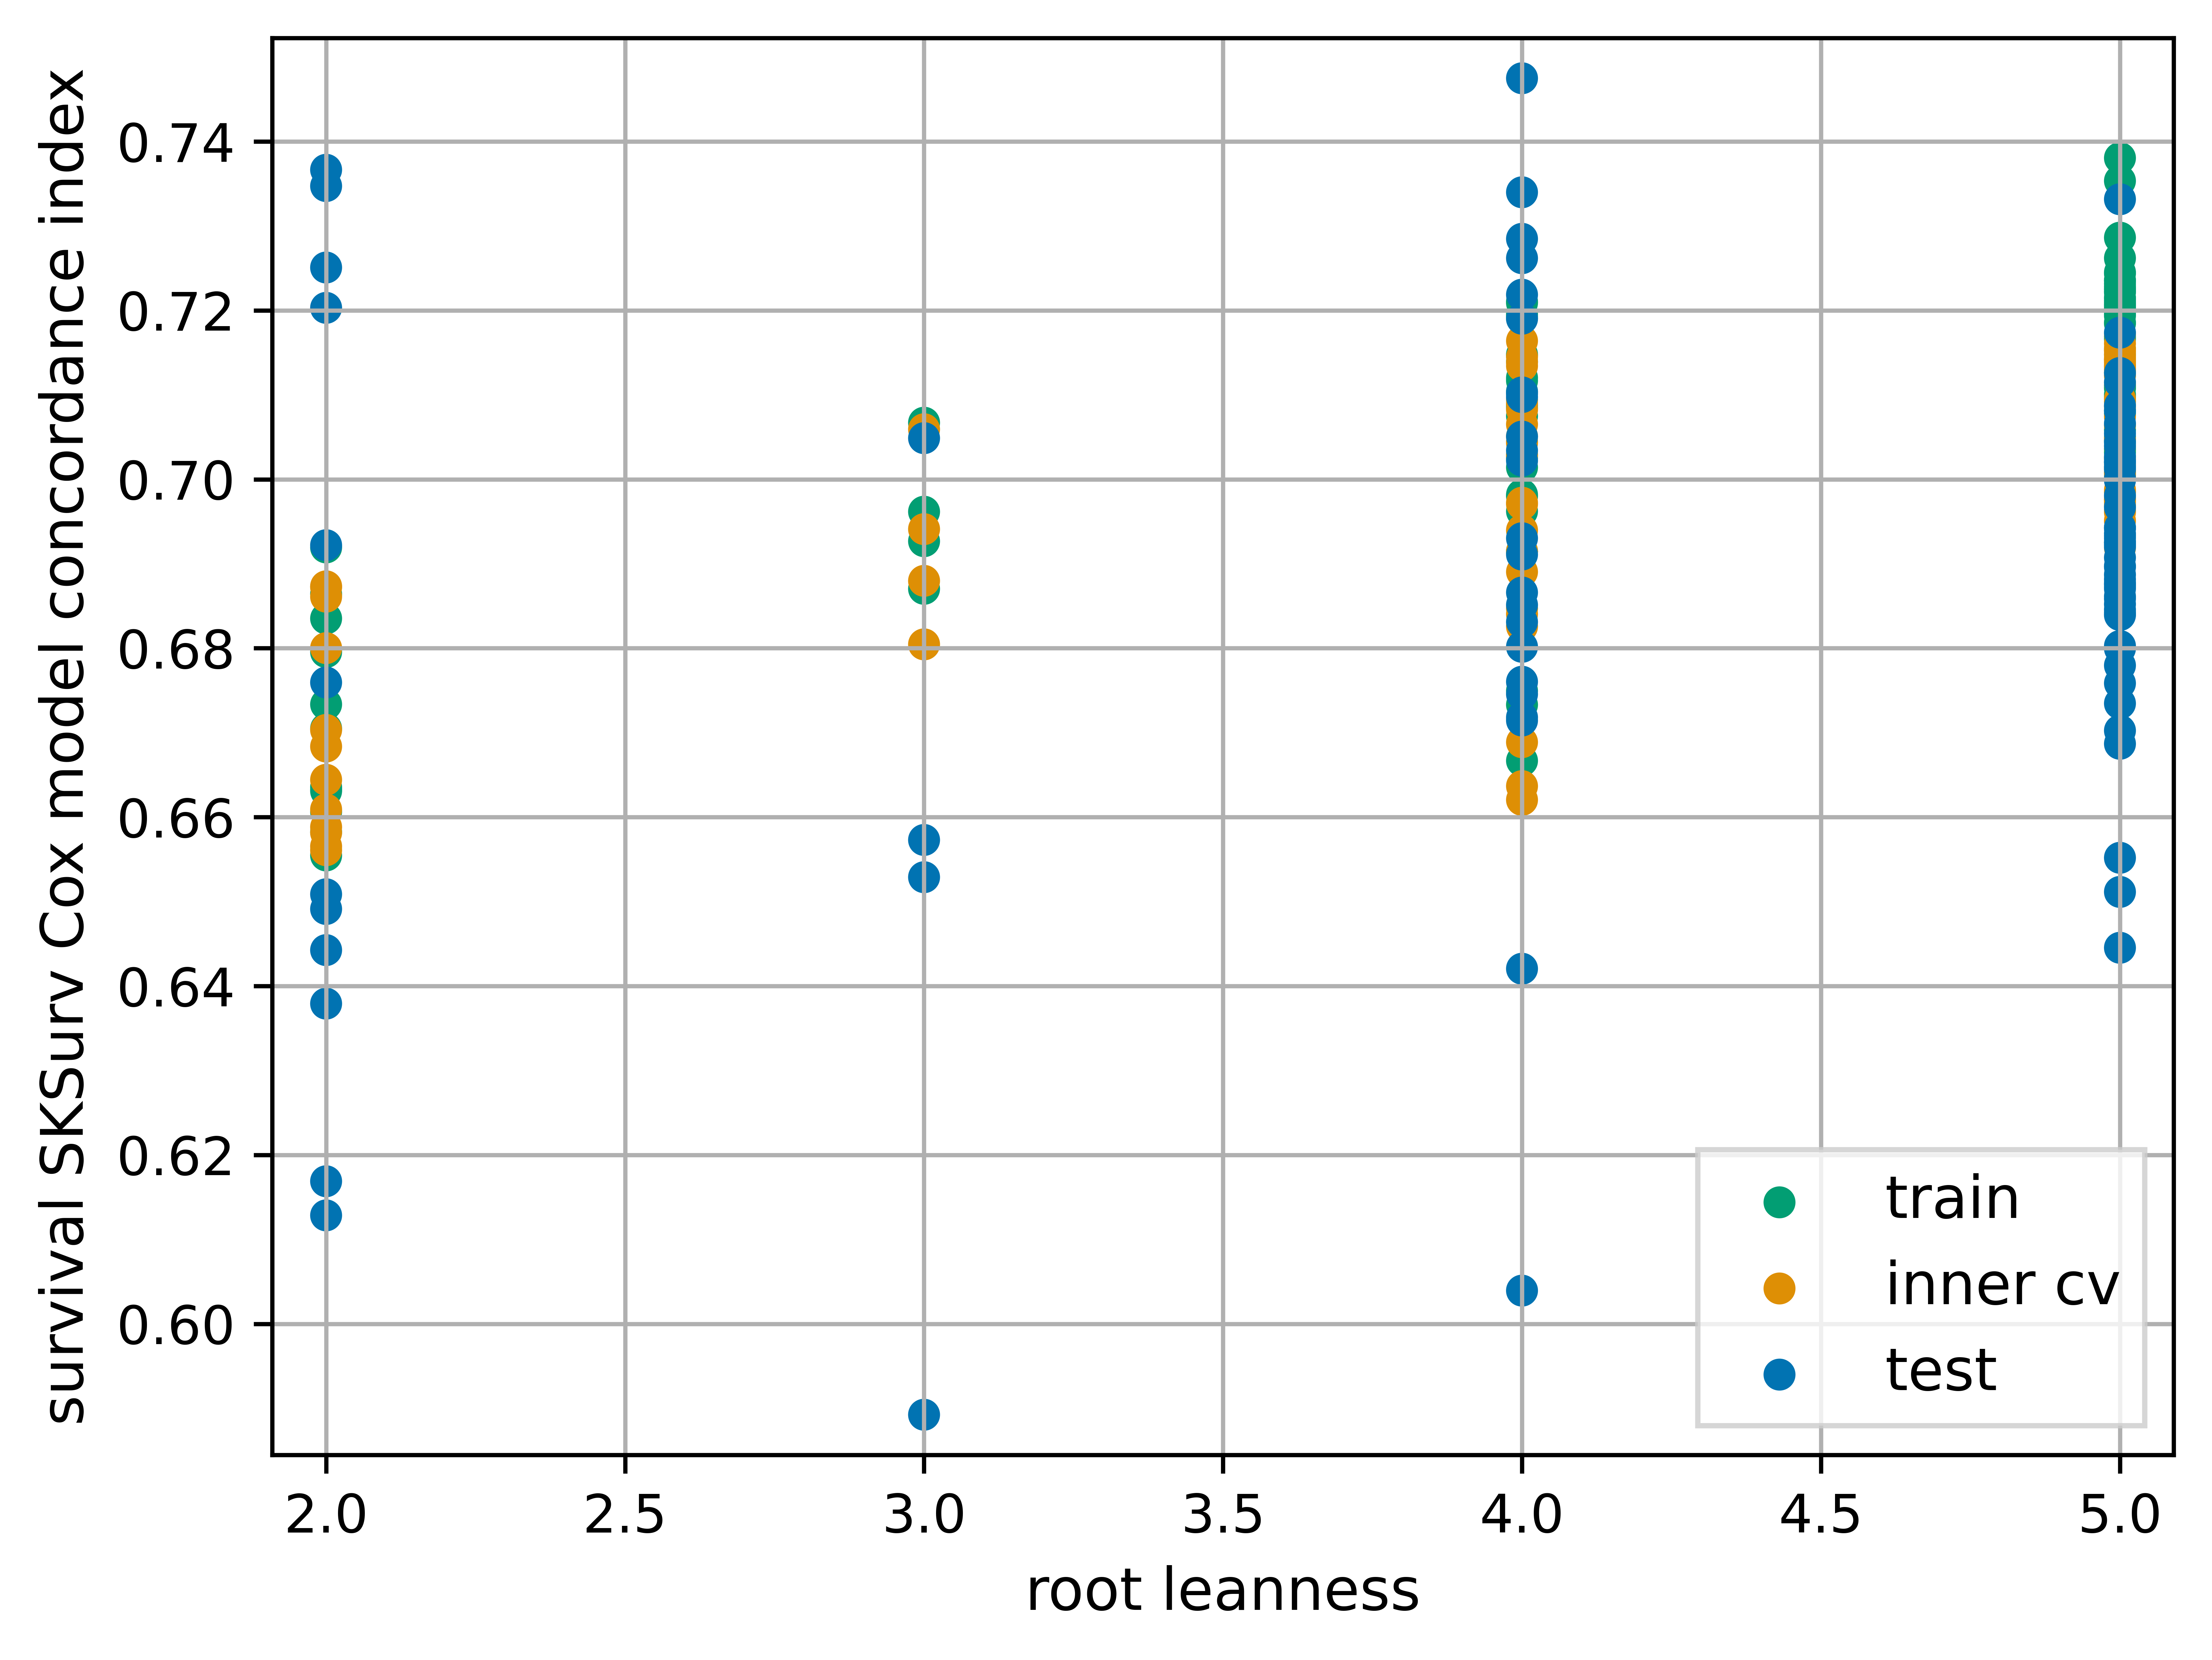 survival SKSurv Cox model concordance index
0.74
0.72
0.70
0.68
0.66
0.64
0.62
0.60
train
inner cv
test
2.0 2.5 3.0 3.5 4.0 4.5 5.0
root leanness